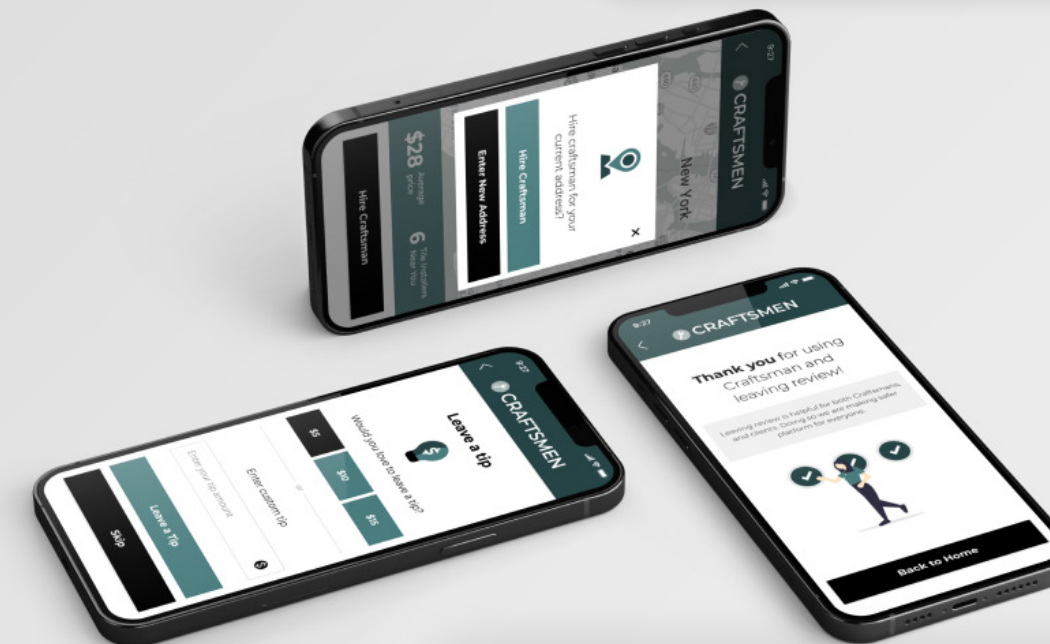 9:27
CRAFTSMEN
New York
Hire craftsman for your
current address?
Hire Craftsman
Enter New Address
$28 Average
price
6 Tile Installers
Near You
Hire Craftsman
9:27
CRAFTSMEN
Leave a tip
$
Would you love to leave a tip?
$5
$10
$15
or
Enter custom tip
Enter your tip amount
$
Leave a Tip
Skip
9:27
CRAFTSMEN
Thank you for using
Craftsman and
leaving review!
Leaving review is helpful for both Craftsmans
and clients. Doing so we are making safer
platform for everyone.
Back to Home